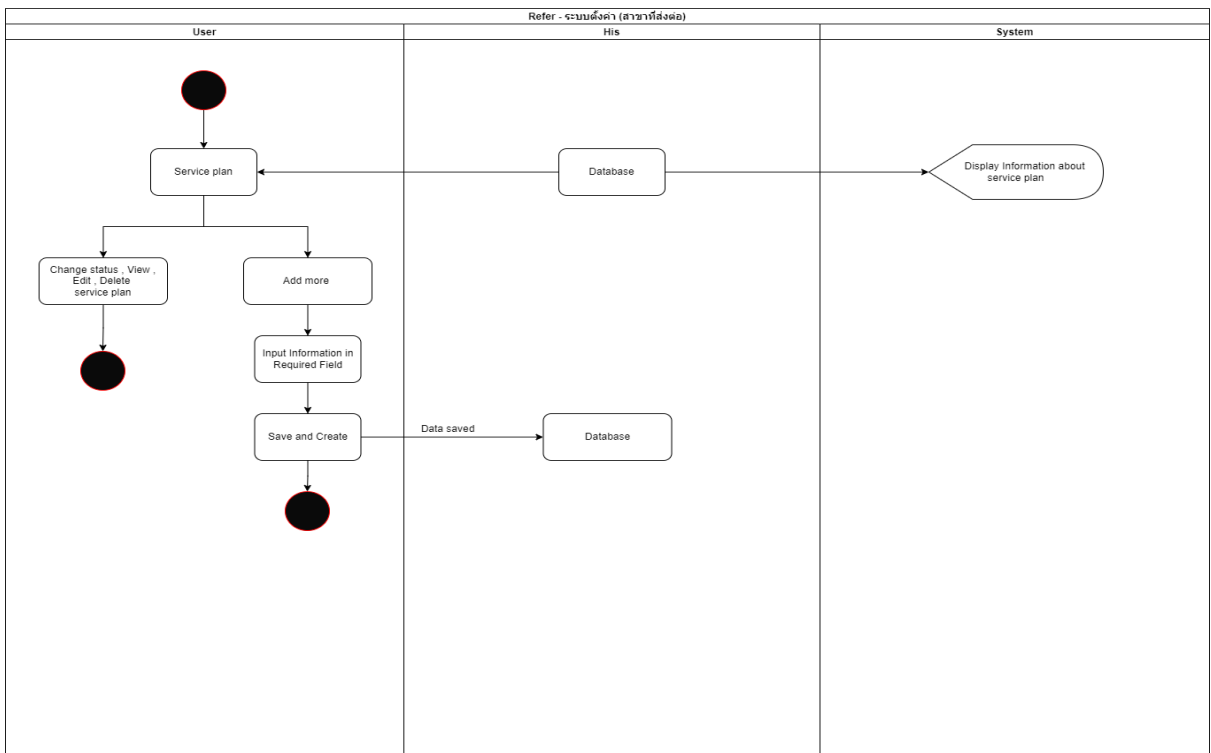 Refer - ระบบตั้งค่า (สาขาที่ส่งต่อ)
User
His
System
Service plan
Database
Display Information about
service plan
Change status , View ,
Edit , Delete
service plan
Add more
Input Information in
Required Field
Save and Create
Data saved
Database